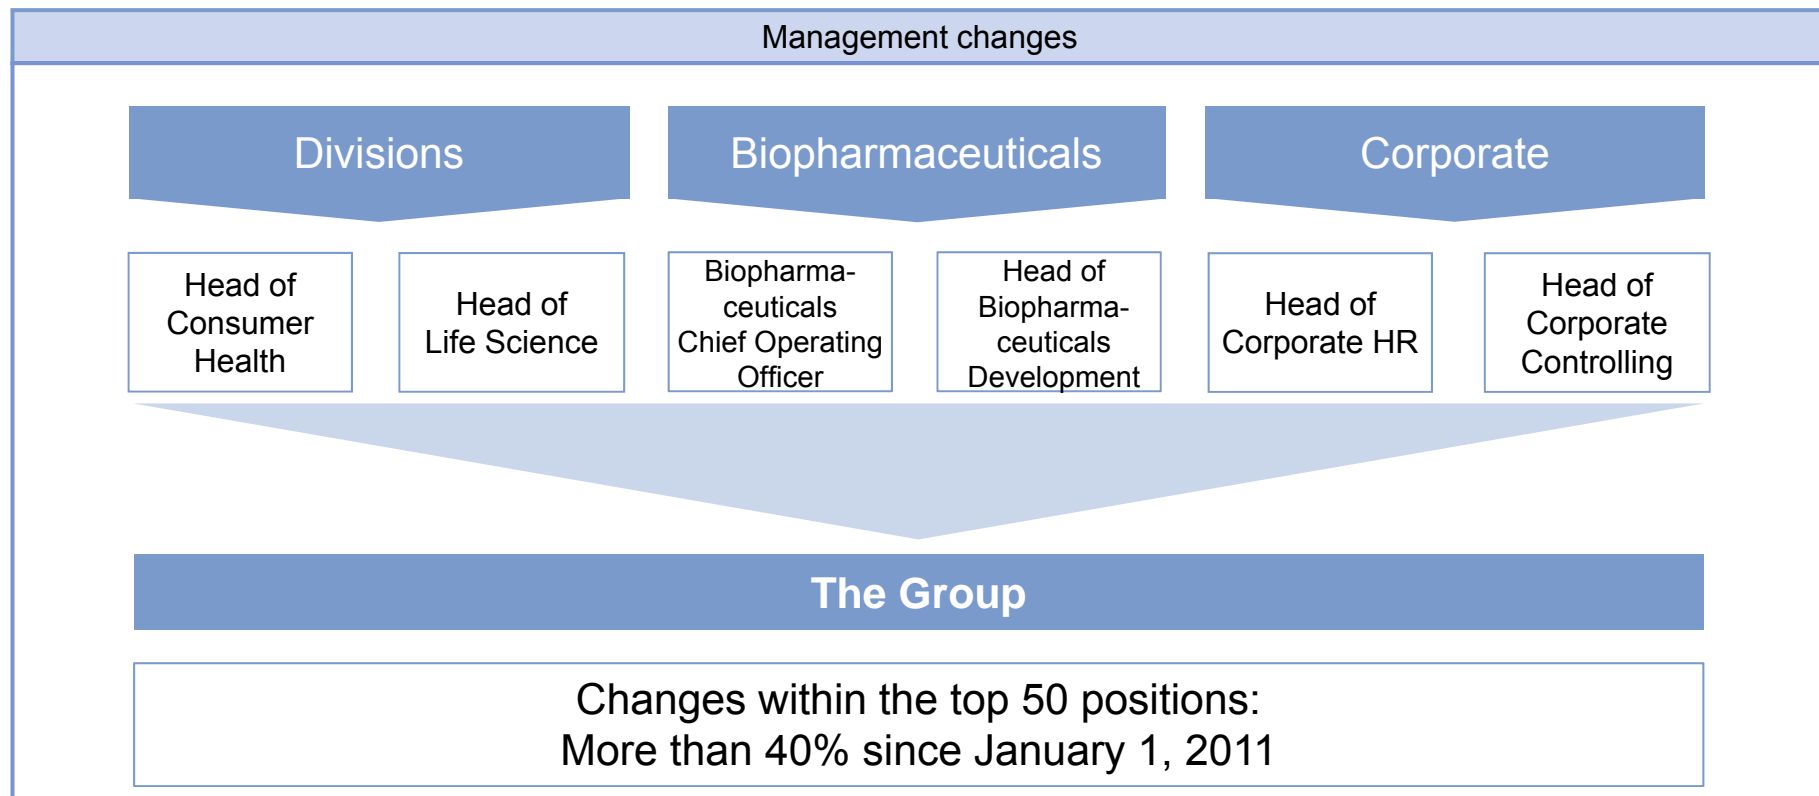 Management changes
Divisions
Biopharmaceuticals
Corporate
Head of
Consumer
Health
Head of
Life Science
Biopharma-
ceuticals
Chief Operating
Officer
Head of
Biopharma-
ceuticals
Development
Head of
Corporate HR
Head of
Corporate
Controlling
The Group
Changes within the top 50 positions:
More than 40% since January 1, 2011